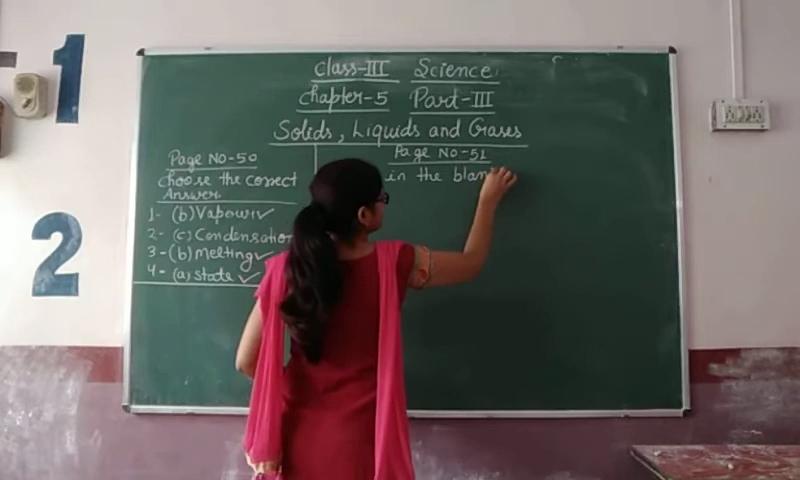 1
2
Class-III Science
Chapter-5 Part-III
Solids, Liquids and Gases
Page No-50
Choose the correct
Answer.
1- (b) Vapour ✓
2- (c) Condensation
3- (b) Melting ✓
4- (a) State ✓
Page No-51
in the blan